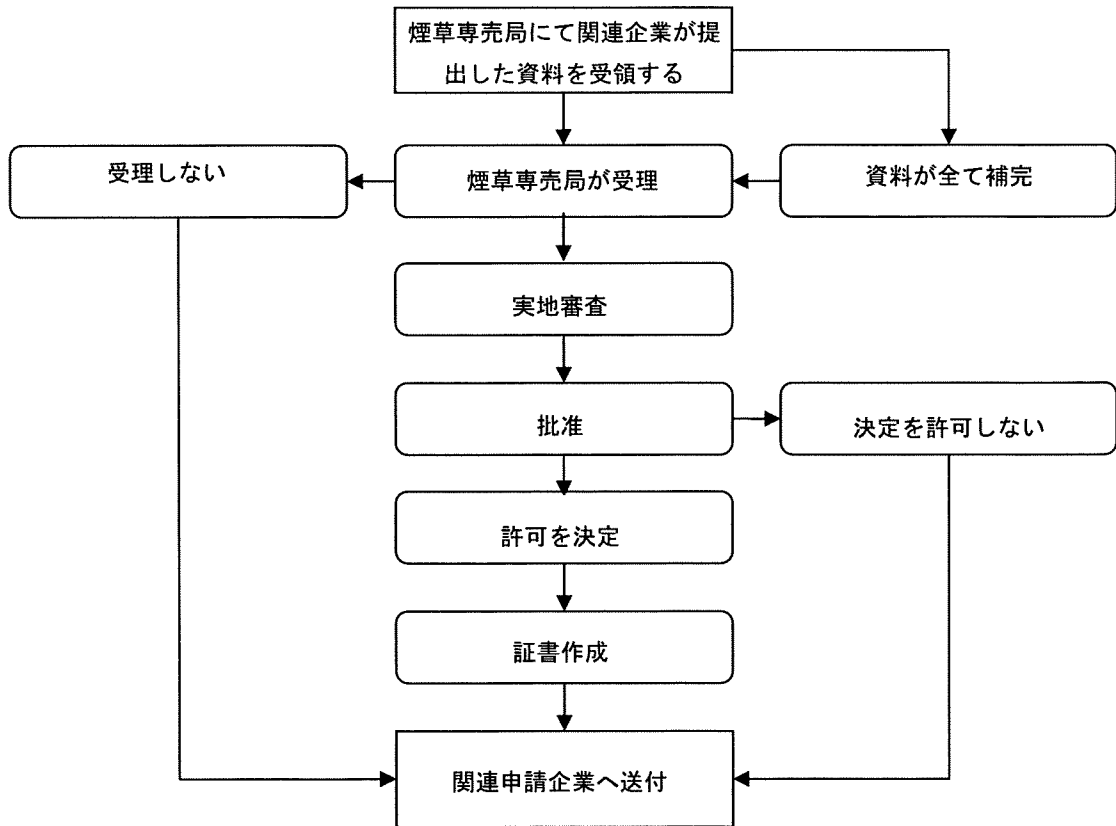 煙草専売局にて関連企業が提
出した資料を受領する
受理しない
煙草専売局が受理
資料が全て補完
実地審査
批准
決定を許可しない
許可を決定
証書作成
関連申請企業へ送付